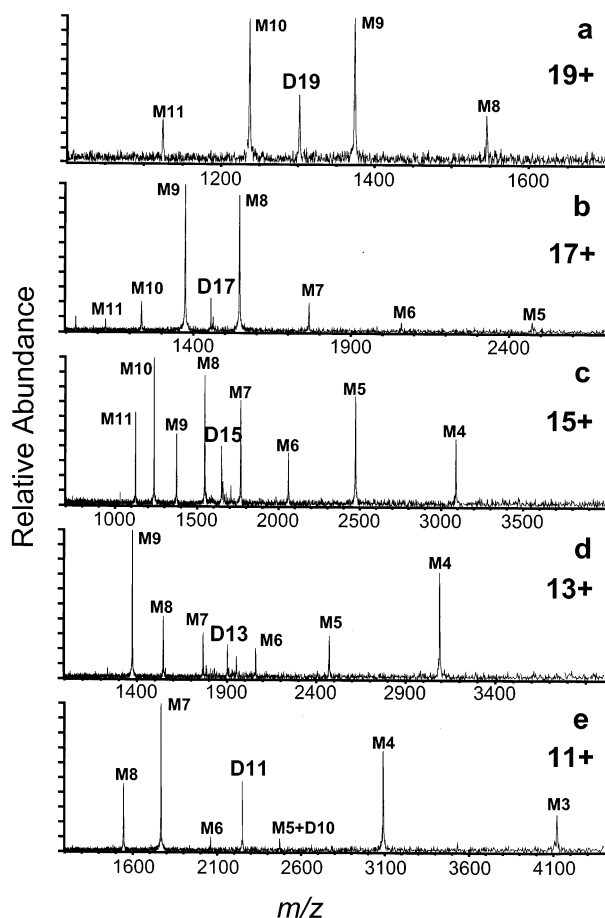 a
19+
M10
M9
D19
M11
M8
1200
1400
1600
b
17+
M9
M8
M11
M10
D17
M7
M6
M5
1400
1900
2400
c
15+
M10
M8
M7
M5
M11
M9
D15
M6
M4
1000
1500
2000
2500
3000
3500
d
13+
M9
M4
M8
M7
D13
M6
M5
1400
1900
2400
2900
3400
e
11+
M7
M4
M8
D11
M3
M6
M5+D10
1600
2100
2600
3100
3600
4100
Relative Abundance
m/z